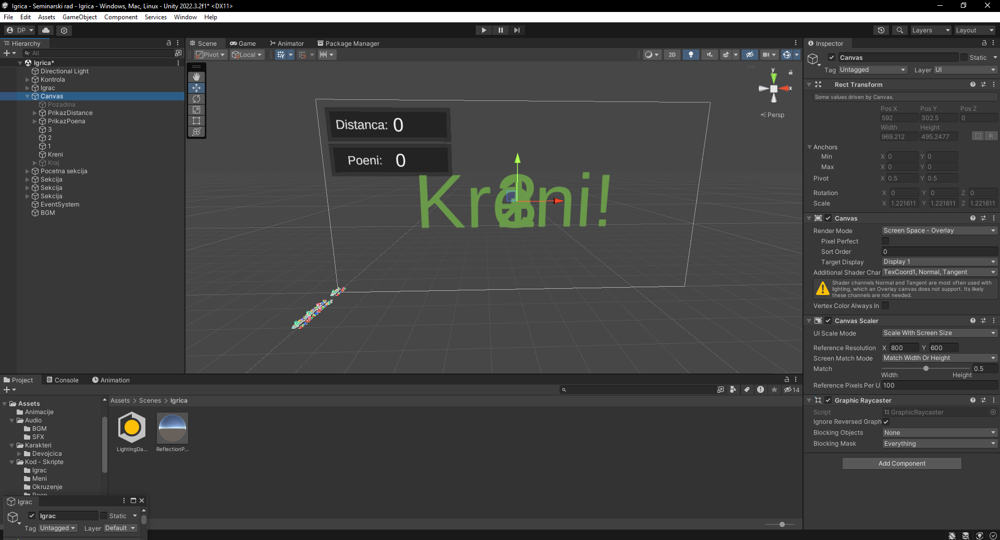 Igrica - Seminarski rad - Igrica - Windows, Mac, Linux - Unity 2022.3.2f1* <DX11>
File Edit Assets GameObject Component Services Window Help
DP
Layers Layout
Hierarchy
All
Igrica*
Directional Light
Kontrola
Igrac
Canvas
Pozadina
PrikazDistance
PrikazPoena
3
2
1
Kreni
Kraj
Pocetna sekcija
Sekcija
Sekcija
Sekcija
EventSystem
BGM
Scene Game Animator Package Manager
Pivot Local 2D
y
x
Persp
Distanca: 0
Poeni: 0
Kreni!
Inspector
Canvas Static
Tag Untagged Layer UI
Rect Transform
Some values driven by Canvas.
Pos X Pos Y Pos Z
592 302.5 0
Width Height
969.212 495.2477 R
Anchors
Min X 0 Y 0
Max X 0 Y 0
Pivot X 0.5 Y 0.5
Rotation X 0 Y 0 Z 0
Scale X 1.221611 Y 1.221611 Z 1.221611
Canvas
Render Mode Screen Space - Overlay
Pixel Perfect
Sort Order 0
Target Display Display 1
Additional Shader Char TexCoord1, Normal, Tangent
Shader channels Normal and Tangent are most often used with
lighting, which an Overlay canvas does not support. Its likely
these channels are not needed.
Vertex Color Always In
Canvas Scaler
UI Scale Mode Scale With Screen Size
Reference Resolution X 800 Y 600
Screen Match Mode Match Width Or Height
Match 0.5
Width Height
Reference Pixels Per U 100
Graphic Raycaster
Script GraphicRaycaster
Ignore Reversed Graph
Blocking Objects None
Blocking Mask Everything
Add Component
Project Console Animation
14
Assets
Animacije
Audio
BGM
SFX
Karakteri
Devojcica
Kod - Skripte
Igrac
Meni
Okruzenje
Assets > Scenes > Igrica
LightingDa... ReflectionP...
Igrac
Igrac Static
Tag Untagged Layer Default